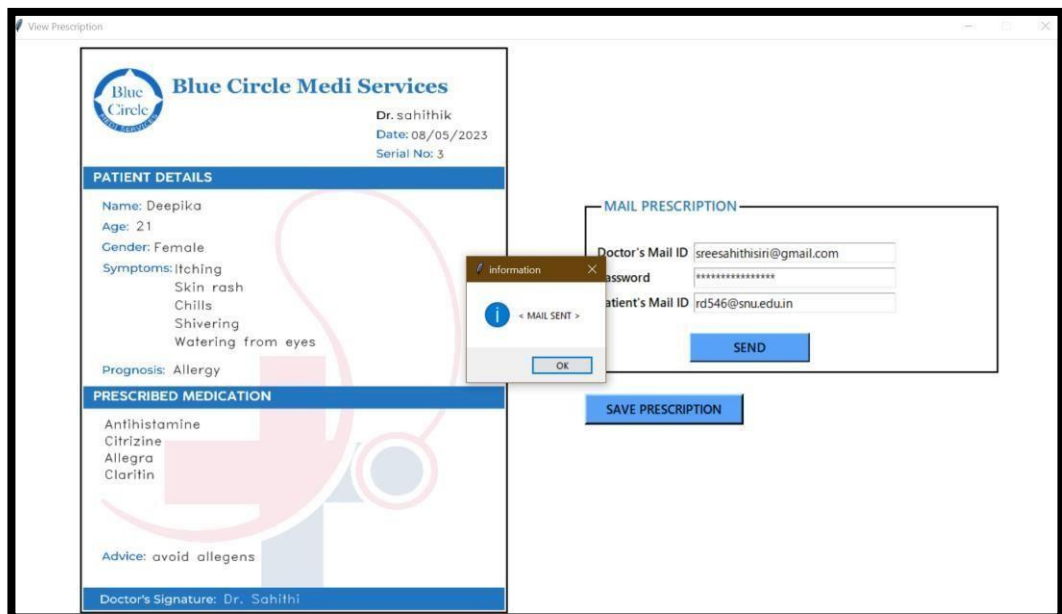 View Prescription
Blue Circle Medi Services
Blue
Circle
MEDI SERVICES
Dr. sahithik
Date: 08/05/2023
Serial No: 3
PATIENT DETAILS
Name: Deepika
Age: 21
Gender: Female
Symptoms: Itching
Skin rash
Chills
Shivering
Watering from eyes
Prognosis: Allergy
PRESCRIBED MEDICATION
Antihistamine
Citrizine
Allegra
Claritin
Advice: avoid allegens
Doctor's Signature: Dr. Sahithi
information
< MAIL SENT >
OK
MAIL PRESCRIPTION
Doctor's Mail ID sreesahithisiri@gmail.com
assword ****************
atient's Mail ID rd546@snu.edu.in
SEND
SAVE PRESCRIPTION